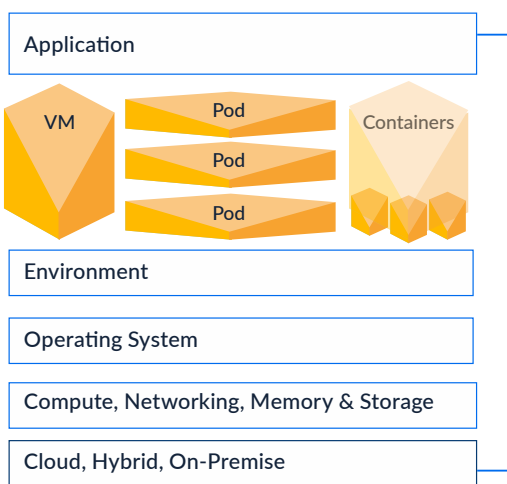 Application
VM
Pod
Containers
Pod
Pod
Environment
Operating System
Compute, Networking, Memory & Storage
Cloud, Hybrid, On-Premise